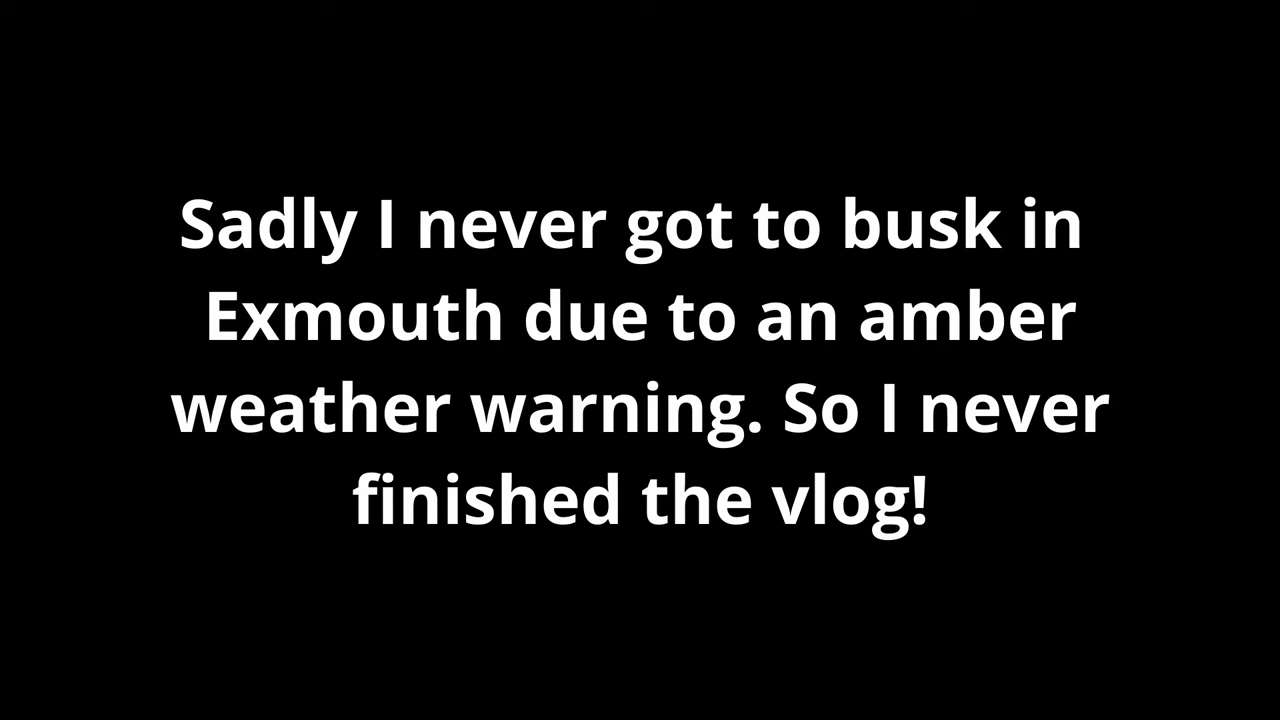 Sadly I never got to busk in
Exmouth due to an amber
weather warning. So I never
finished the vlog!